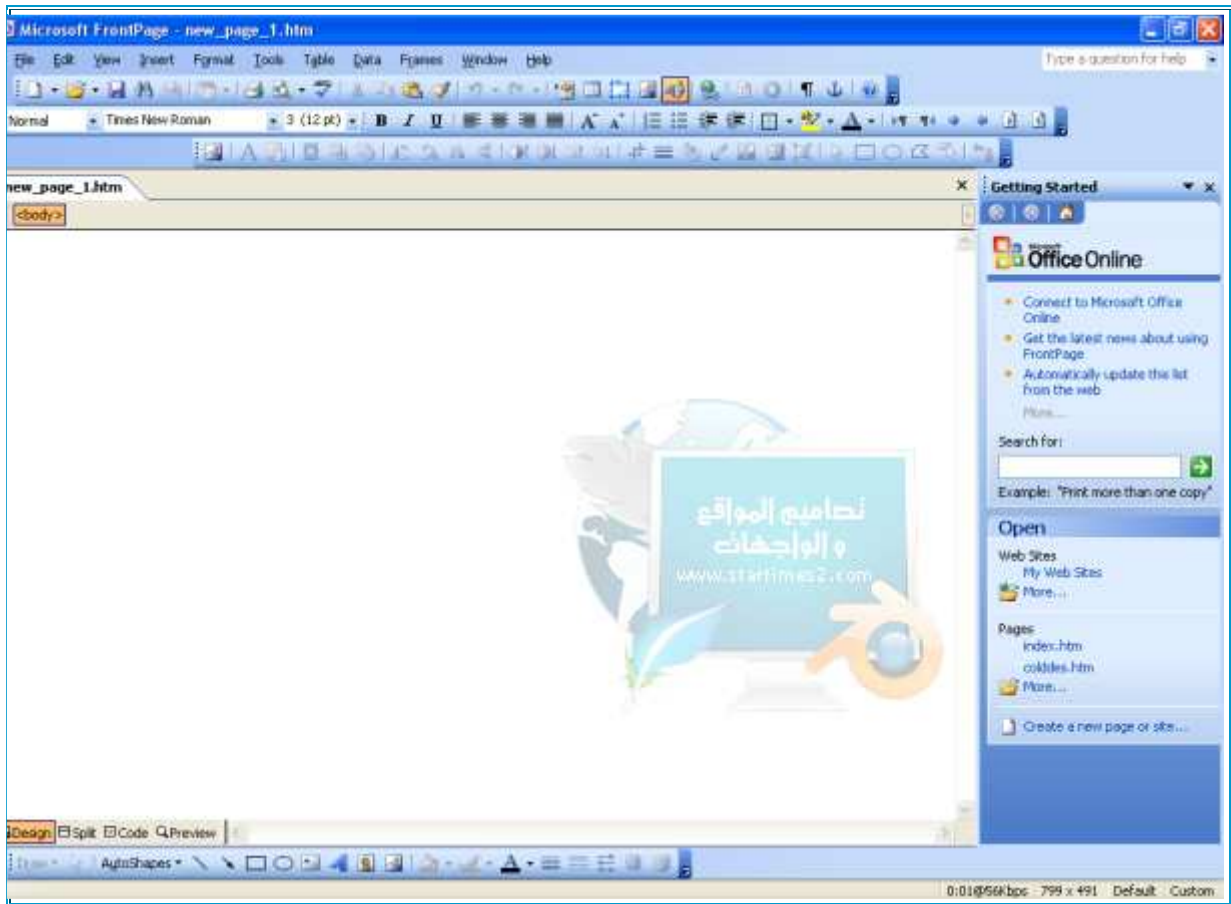 Microsoft FrontPage - new_page_1.htm
File Edit View Insert Format Tools Table Data Frames Window Help
Type a question for help
Normal Times New Roman 3 (12 pt) B I U A A A
new_page_1.htm
<body>
Getting Started
Microsoft
Office Online
Connect to Microsoft Office
Online
Get the latest news about using
FrontPage
Automatically update this list
from the web
More...
Search for:
Example: "Print more than one copy"
Open
Web Sites
My Web Sites
More...
Pages
index.htm
More...
Create a new page or site...
تصاميم المواقع
و الواجهات
www.startimes2.com
Design Split Code Preview
Draw AutoShapes A
0:01@56Kbps 799 x 491 Default Custom